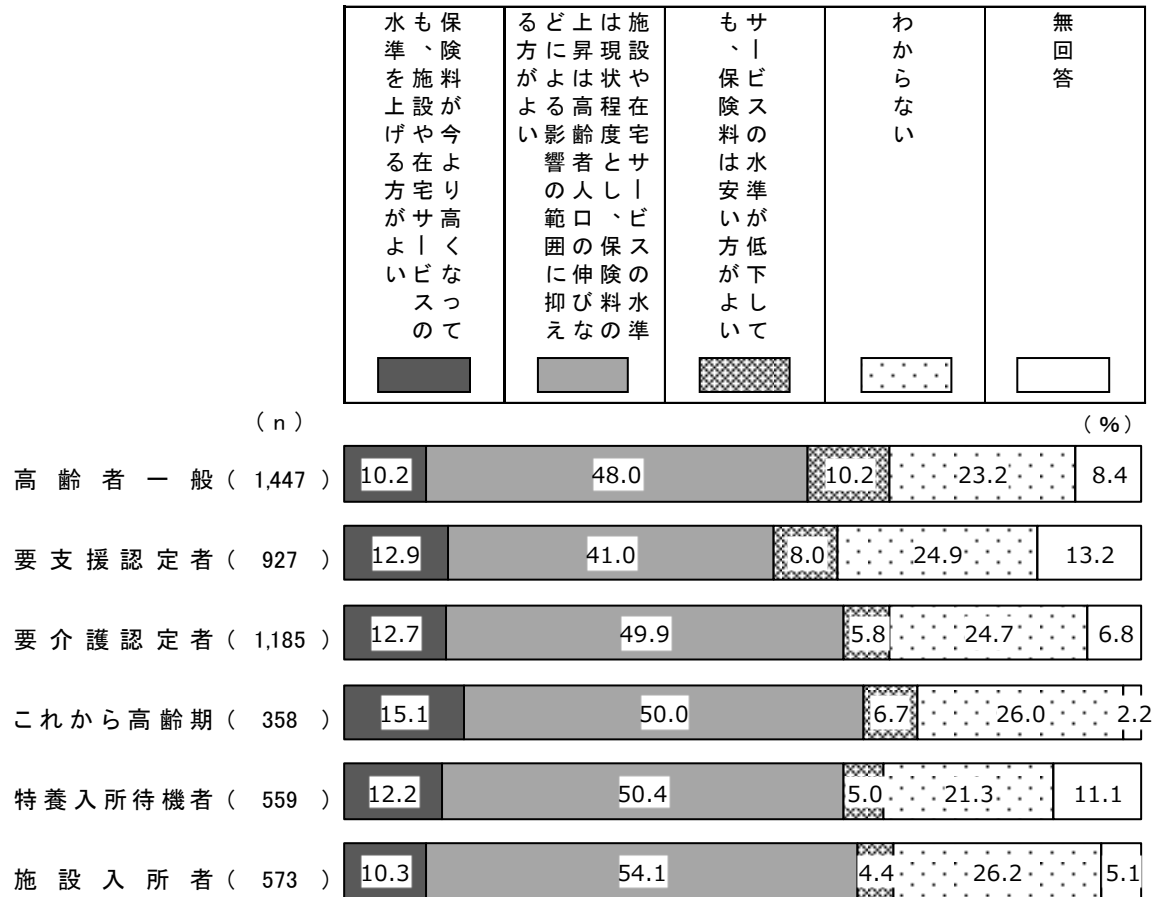 保険料が今より高くなって
も、施設や在宅サービスの
水準を上げる方がよい
施設や在宅サービスの水準
は現状程度とし、保険料の
上昇は高齢者人口の伸びな
どによる影響の範囲に抑え
る方がよい
サービスの水準が低下して
も、保険料は安い方がよい
わからない
無回答
(n)
(%)
高齢者一般( 1,447 ) 10.2 48.0 10.2 23.2 8.4
要支援認定者( 927 ) 12.9 41.0 8.0 24.9 13.2
要介護認定者( 1,185 ) 12.7 49.9 5.8 24.7 6.8
これから高齢期( 358 ) 15.1 50.0 6.7 26.0 2.2
特養入所待機者( 559 ) 12.2 50.4 5.0 21.3 11.1
施設入所者( 573 ) 10.3 54.1 4.4 26.2 5.1